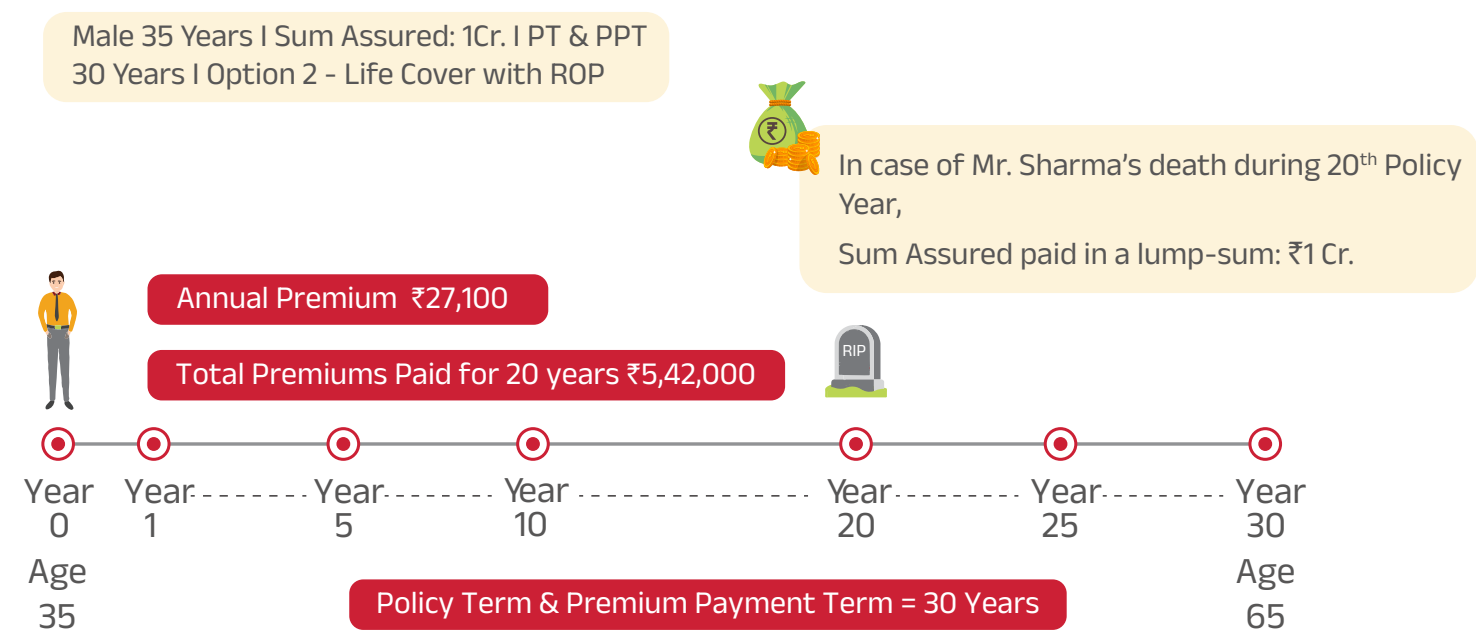 Male 35 Years I Sum Assured: 1Cr. I PT & PPT
30 Years I Option 2 - Life Cover with ROP
₹
In case of Mr. Sharma's death during 20th Policy
Year,
Sum Assured paid in a lump-sum: ₹1 Cr.
Annual Premium ₹27,100
Total Premiums Paid for 20 years ₹5,42,000
RIP
Year Year Year Year Year Year Year
0 1 5 10 20 25 30
Age Age
35 65
Policy Term & Premium Payment Term = 30 Years